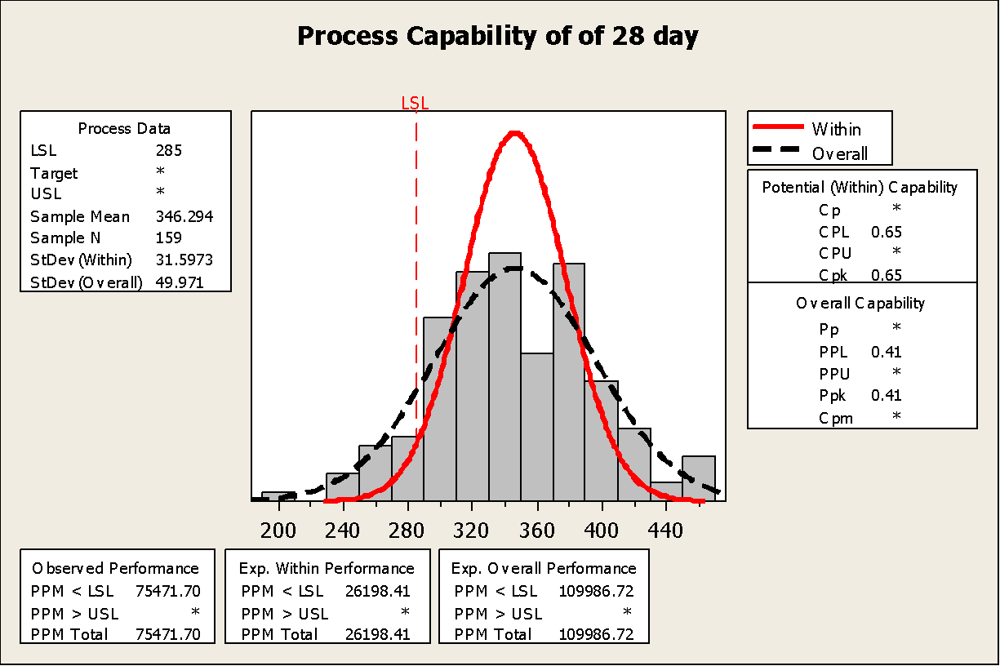 Process Capability of of 28 day
LSL
Process Data
LSL 285
Target *
USL *
Sample Mean 346.294
Sample N 159
StDev(Within) 31.5973
StDev(Overall) 49.971
Within
Overall
Potential (Within) Capability
Cp *
CPL 0.65
CPU *
Cpk 0.65
Overall Capability
Pp *
PPL 0.41
PPU *
Ppk 0.41
Cpm *
200 240 280 320 360 400 440
Observed Performance
PPM < LSL 75471.70
PPM > USL *
PPM Total 75471.70
Exp. Within Performance
PPM < LSL 26198.41
PPM > USL *
PPM Total 26198.41
Exp. Overall Performance
PPM < LSL 109986.72
PPM > USL *
PPM Total 109986.72